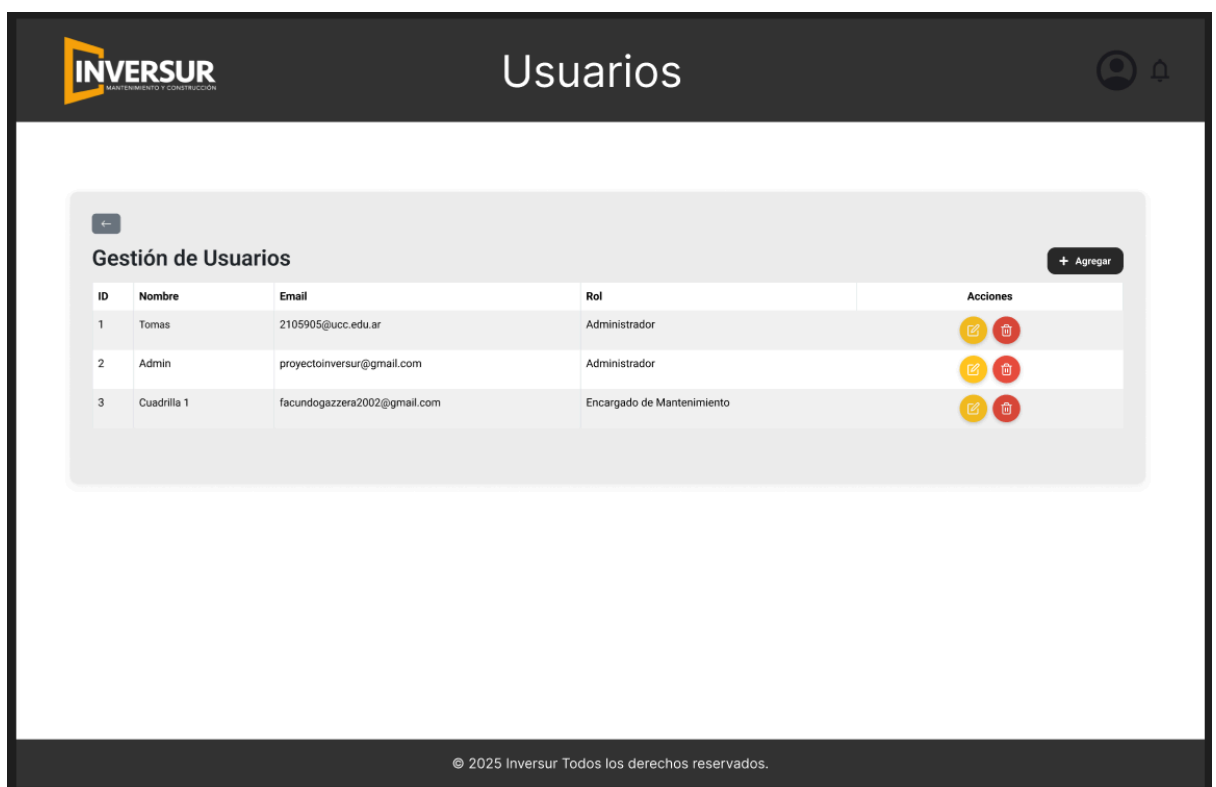 INVERSUR
MANTENIMIENTO Y CONSTRUCCIÓN
Usuarios
←
Gestión de Usuarios
+ Agregar
ID Nombre Email Rol Acciones
1 Tomas 2105905@ucc.edu.ar Administrador
2 Admin proyectoinversur@gmail.com Administrador
3 Cuadrilla 1 facundogazzera2002@gmail.com Encargado de Mantenimiento
© 2025 Inversur Todos los derechos reservados.